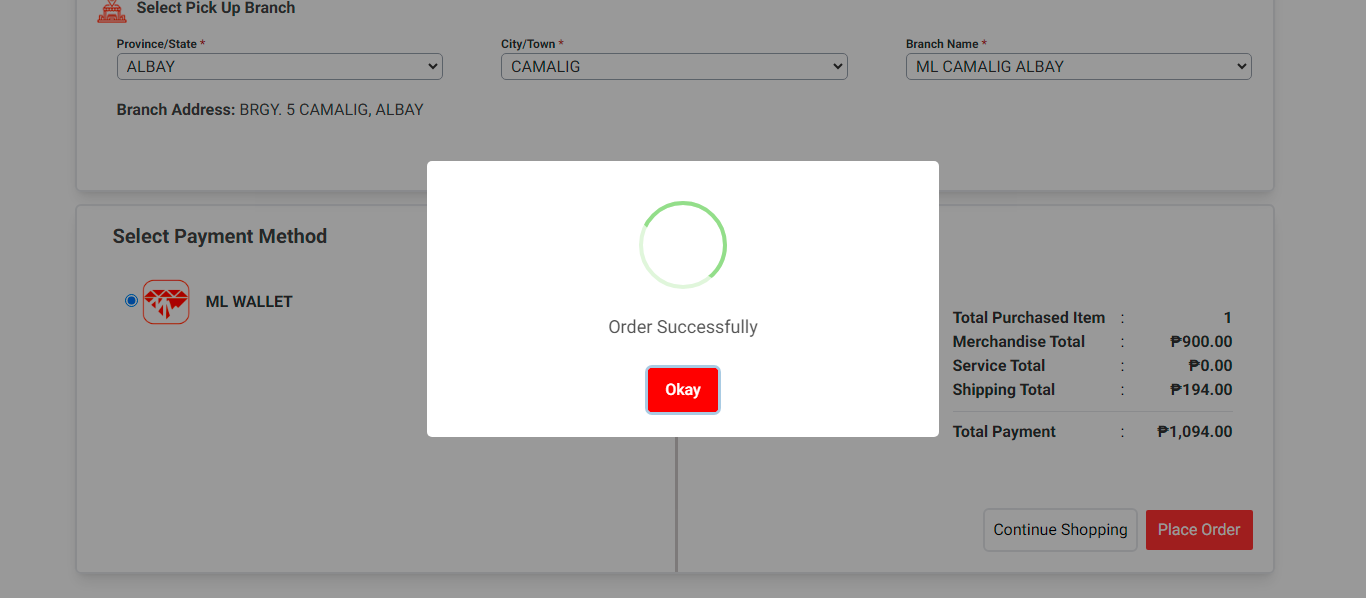 Select Pick Up Branch
Province/State *
City/Town *
Branch Name *
ALBAY
CAMALIG
ML CAMALIG ALBAY
Branch Address: BRGY. 5 CAMALIG, ALBAY
Select Payment Method
ML WALLET
Order Successfully
Okay
Total Purchased Item : 1
Merchandise Total : ₱900.00
Service Total : ₱0.00
Shipping Total : ₱194.00
Total Payment : ₱1,094.00
Continue Shopping
Place Order